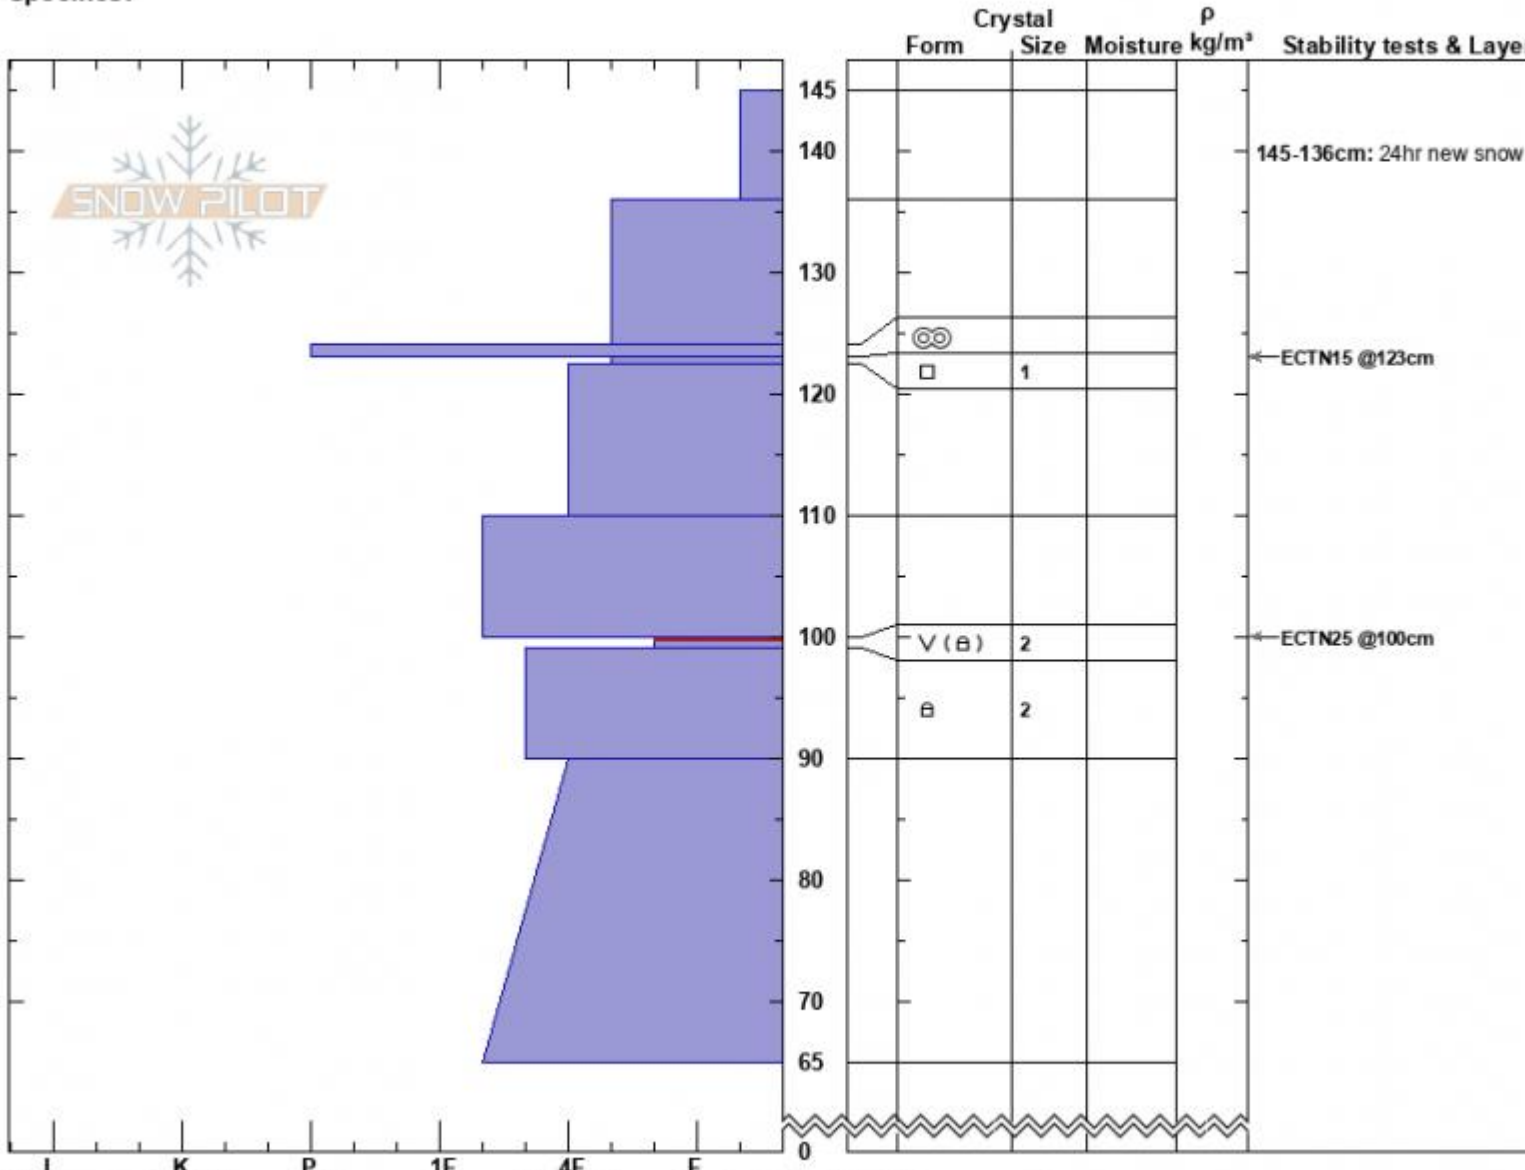 Crystal
ρ
Form Size Moisture kg/m³ Stability tests & Laye
SNOW PILOT
145
140
145-136cm: 24hr new snow
130
1
ECTN15 @123cm
120
110
100
V ( ) 2
ECTN25 @100cm
2
90
80
70
65
0
I K P 1F 4F F